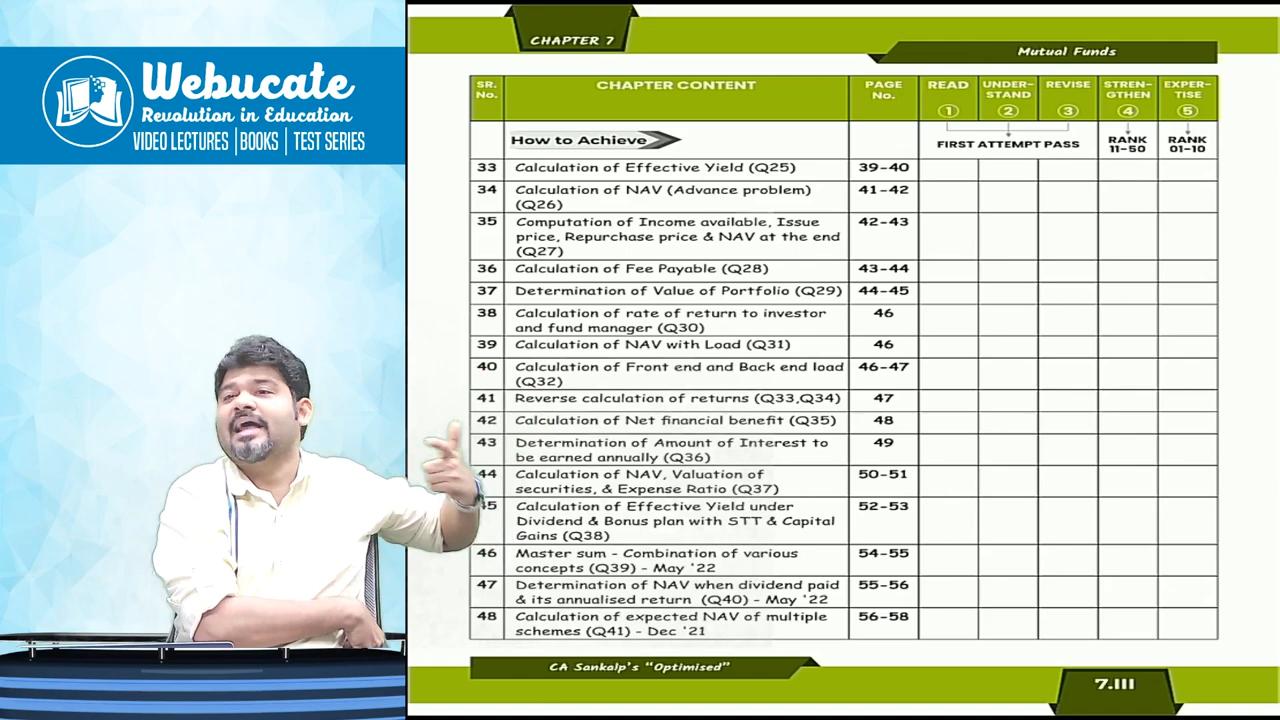 Webucate
Revolution in Education
VIDEO LECTURES | BOOKS | TEST SERIES
CHAPTER 7
Mutual Funds
SR. No. CHAPTER CONTENT PAGE No. READ 1 UNDER-STAND 2 REVISE 3 STREN-GTHEN 4 EXPER-TISE 5
How to Achieve FIRST ATTEMPT PASS RANK 11-50 RANK 01-10
33 Calculation of Effective Yield (Q25) 39-40
34 Calculation of NAV (Advance problem) 41-42
(Q26)
35 Computation of Income available, Issue 42-43
price, Repurchase price & NAV at the end
(Q27)
36 Calculation of Fee Payable (Q28) 43-44
37 Determination of Value of Portfolio (Q29) 44-45
38 Calculation of rate of return to investor 46
and fund manager (Q30)
39 Calculation of NAV with Load (Q31) 46
40 Calculation of Front end and Back end load 46-47
(Q32)
41 Reverse calculation of returns (Q33,Q34) 47
42 Calculation of Net financial benefit (Q35) 48
43 Determination of Amount of Interest to 49
be earned annually (Q36)
44 Calculation of NAV, Valuation of 50-51
securities, & Expense Ratio (Q37)
45 Calculation of Effective Yield under 52-53
Dividend & Bonus plan with STT & Capital
Gains (Q38)
46 Master sum - Combination of various 54-55
concepts (Q39) - May '22
47 Determination of NAV when dividend paid 55-56
& its annualised return (Q40) - May '22
48 Calculation of expected NAV of multiple 56-58
schemes (Q41) - Dec '21
CA Sankalp's "Optimised"
7.III